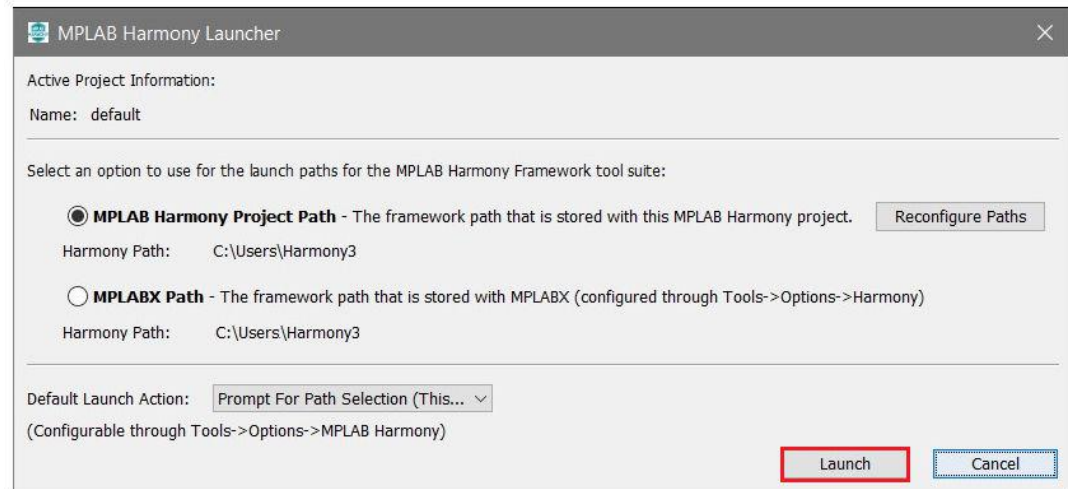 MPLAB Harmony Launcher
Active Project Information:
Name: default
Select an option to use for the launch paths for the MPLAB Harmony Framework tool suite:
MPLAB Harmony Project Path - The framework path that is stored with this MPLAB Harmony project. Reconfigure Paths
Harmony Path: C:\Users\Harmony3
MPLABX Path - The framework path that is stored with MPLABX (configured through Tools->Options->Harmony)
Harmony Path: C:\Users\Harmony3
Default Launch Action: Prompt For Path Selection (This...
(Configurable through Tools->Options->MPLAB Harmony)
Launch Cancel